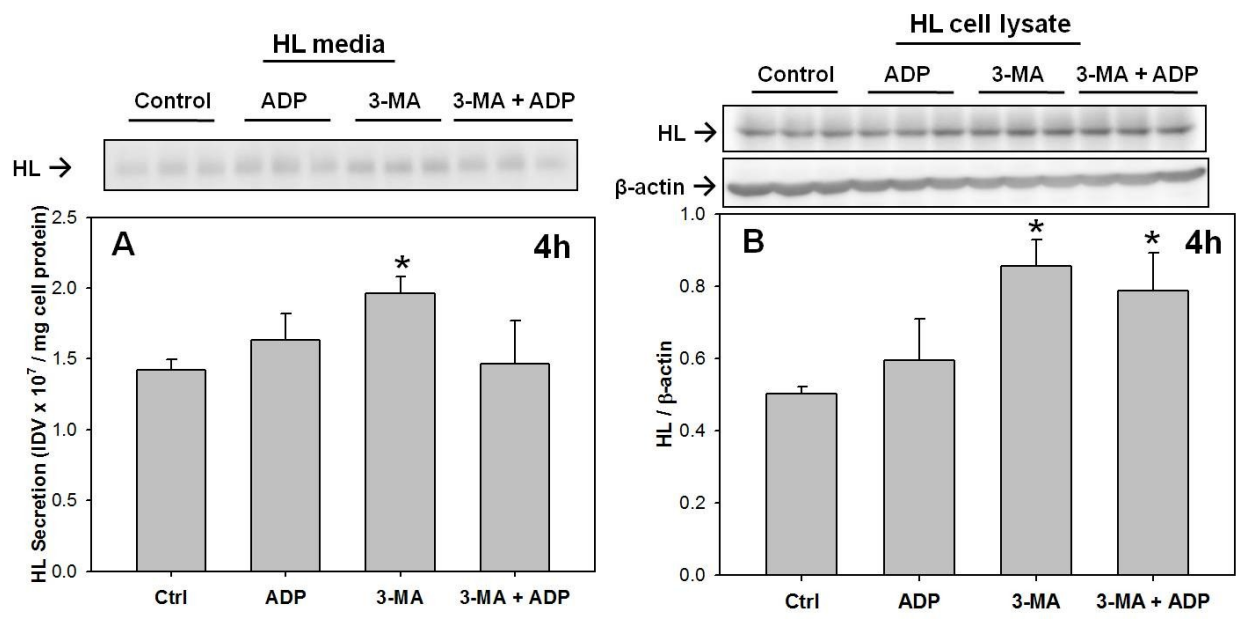 HL media
Control ADP 3-MA 3-MA + ADP
HL →
A
4h
*
HL Secretion (IDV x 10⁷ / mg cell protein)
2.5
2.0
1.5
1.0
0.5
0.0
Ctrl ADP 3-MA 3-MA + ADP
HL cell lysate
Control ADP 3-MA 3-MA + ADP
HL →
β-actin →
B
4h
* *
HL / β-actin
1.0
0.8
0.6
0.4
0.2
0.0
Ctrl ADP 3-MA 3-MA + ADP